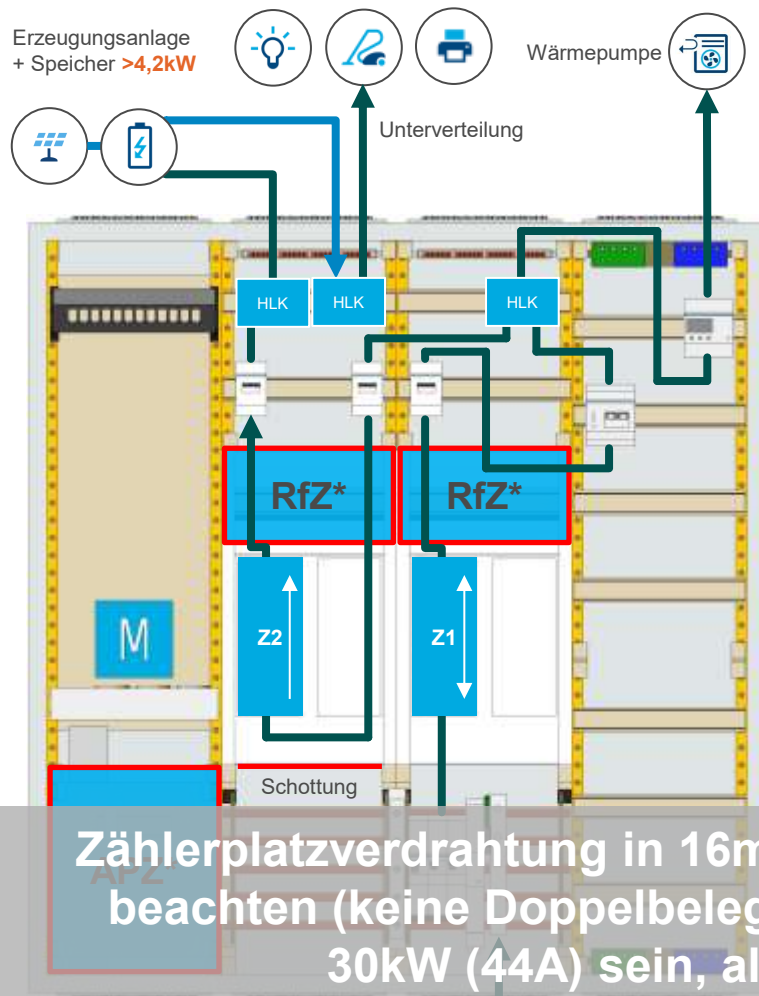 Erzeugungsanlage
+ Speicher >4,2kW
Wärmepumpe
Unterverteilung
HLK
HLK
HLK
RfZ*
RfZ*
M
Z2
Z1
Schottung
APZ*
Zählerplatzverdrahtung in 16m
beachten (keine Doppelbeleg
30kW (44A) sein, al